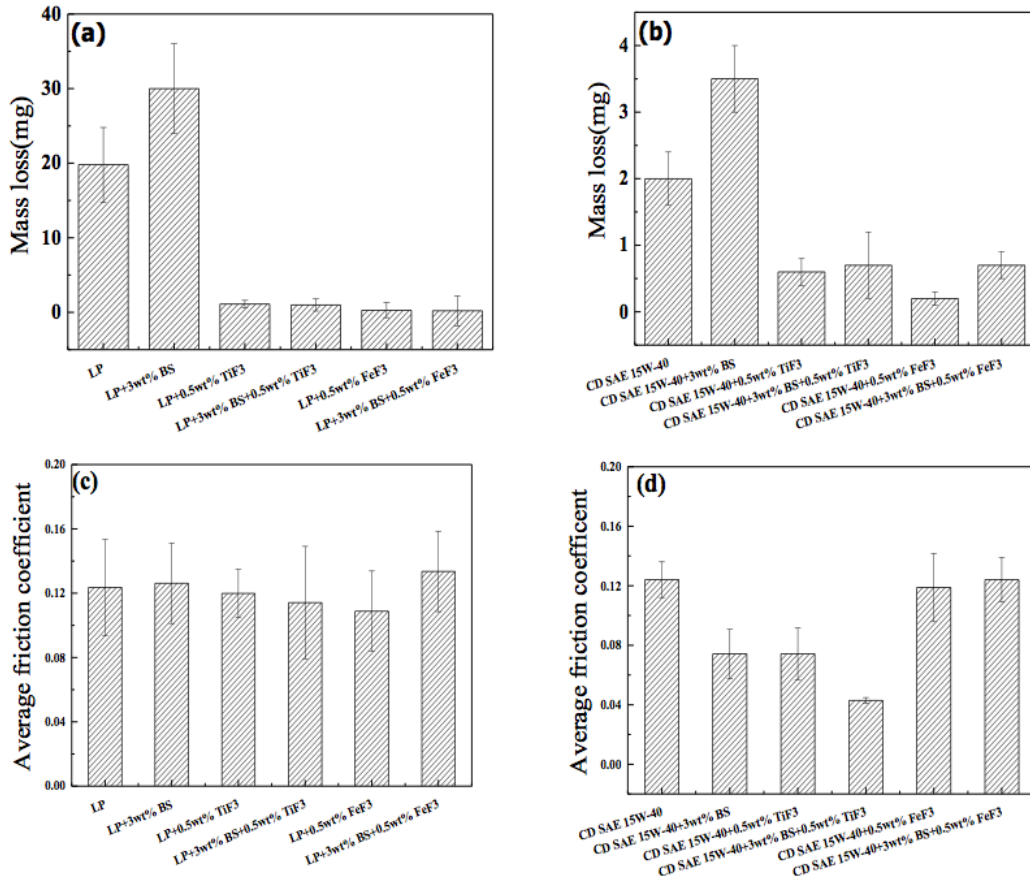 (a)
Mass loss(mg)
40
30
20
10
0
LP
LP+3wt% BS
LP+0.5wt% TiF3
LP+3wt% BS+0.5wt% TiF3
LP+0.5wt% FeF3
LP+3wt% BS+0.5wt% FeF3
(b)
Mass loss(mg)
4
3
2
1
0
CD SAE 15W-40
CD SAE 15W-40+3wt% BS
CD SAE 15W-40+0.5wt% TiF3
CD SAE 15W-40+3wt% BS+0.5wt% TiF3
CD SAE 15W-40+0.5wt% FeF3
CD SAE 15W-40+3wt% BS+0.5wt% FeF3
(c)
Average friction coefficient
0.20
0.16
0.12
0.08
0.04
0.00
LP
LP+3wt% BS
LP+0.5wt% TiF3
LP+3wt% BS+0.5wt% TiF3
LP+0.5wt% FeF3
LP+3wt% BS+0.5wt% FeF3
(d)
Average friction coefficent
0.20
0.16
0.12
0.08
0.04
0.00
CD SAE 15W-40
CD SAE 15W-40+3wt% BS
CD SAE 15W-40+0.5wt% TiF3
CD SAE 15W-40+3wt% BS+0.5wt% TiF3
CD SAE 15W-40+0.5wt% FeF3
CD SAE 15W-40+3wt% BS+0.5wt% FeF3